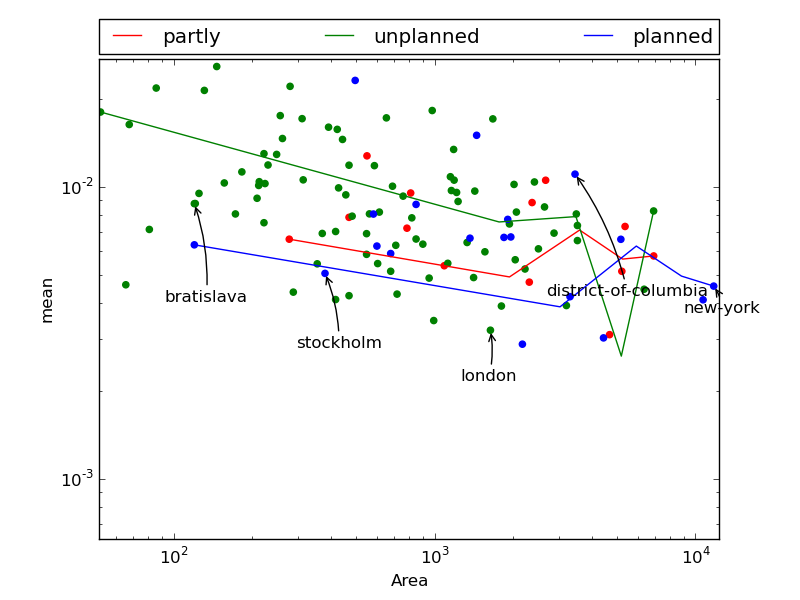 partly unplanned planned
10^-2
bratislava
district-of-columbia
new-york
stockholm
london
10^-3
mean
10^2 10^3 10^4
Area